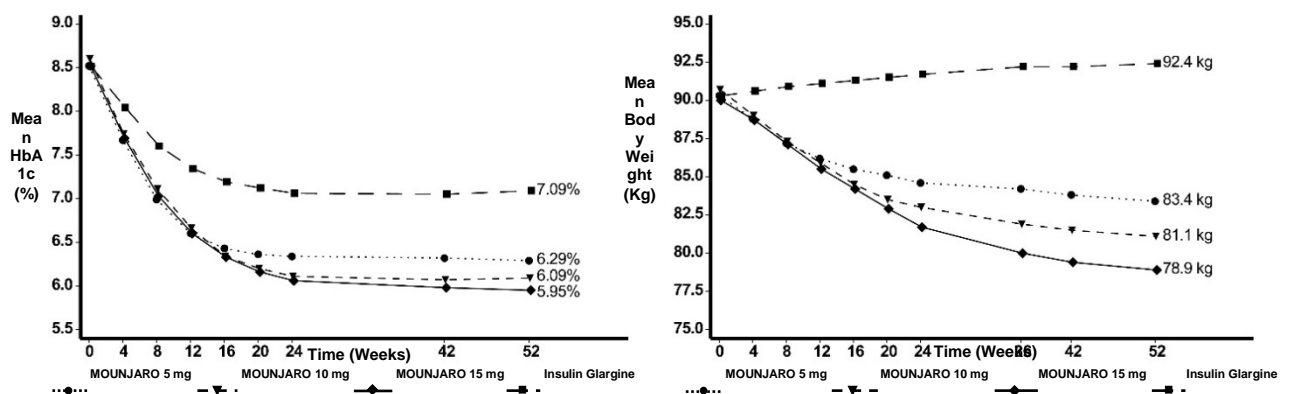 9.0
8.5
8.0
7.5
7.0
6.5
6.0
5.5
Mea
n
HbA
1c
(%)
7.09%
6.29%
6.09%
5.95%
0 4 8 12 16 20 24 Time (Weeks) 42 52
MOUNJARO 5 mg MOUNJARO 10 mg MOUNJARO 15 mg Insulin Glargine
95.0
92.5
90.0
87.5
85.0
82.5
80.0
77.5
75.0
Mea
n
Bod
y
Wei
ght
(Kg)
92.4 kg
83.4 kg
81.1 kg
78.9 kg
0 4 8 12 16 20 24 Time (Weeks) 42 52
MOUNJARO 5 mg MOUNJARO 10 mg MOUNJARO 15 mg Insulin Glargine